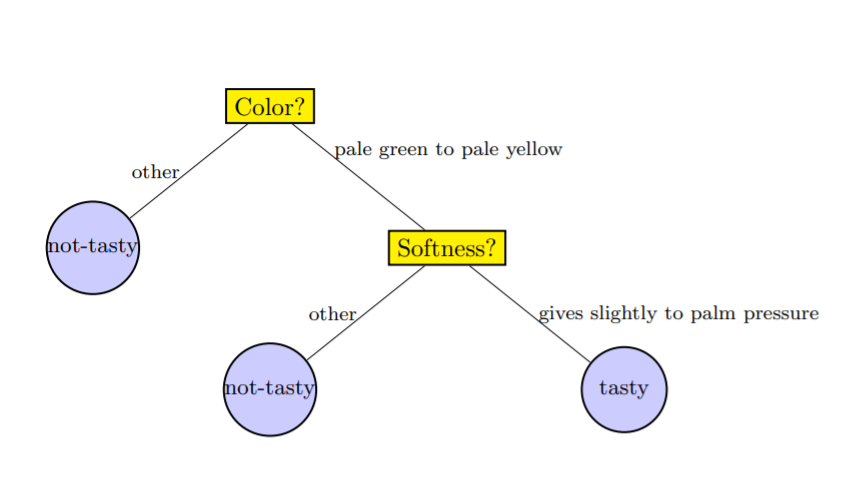 Color?
pale green to pale yellow
other
not-tasty
Softness?
other
gives slightly to palm pressure
not-tasty
tasty